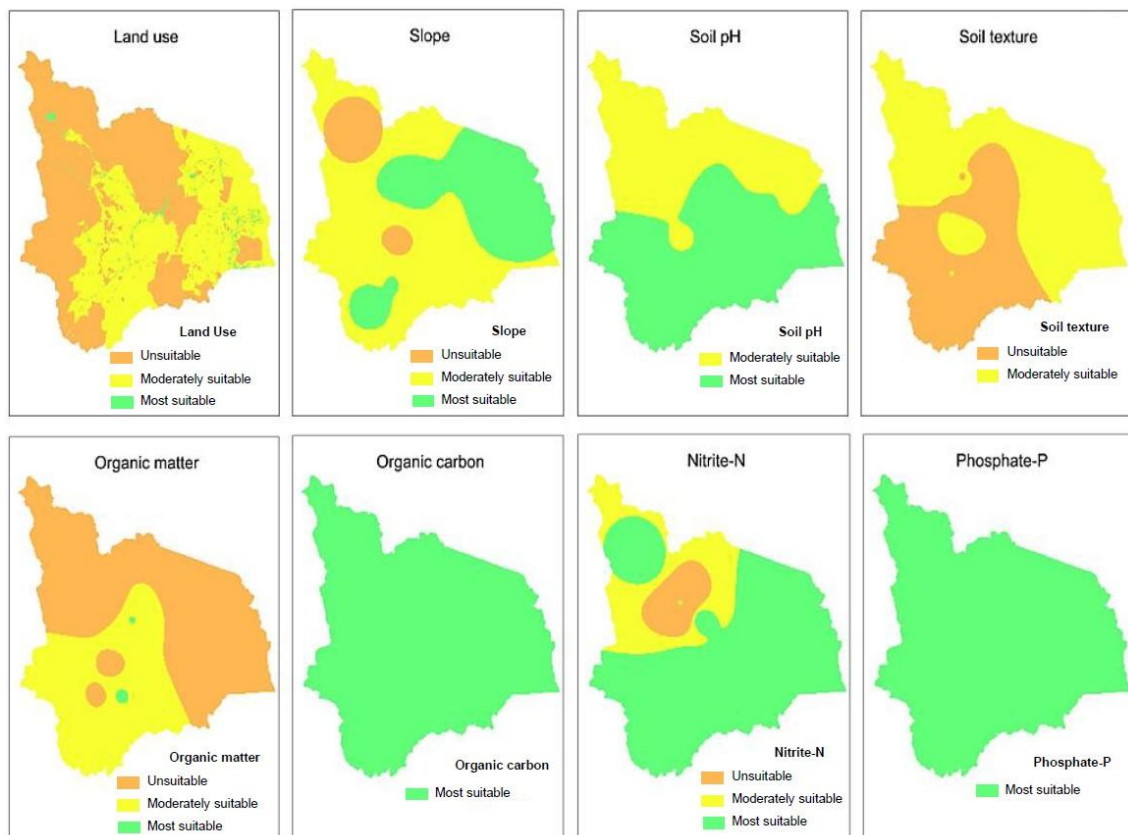 Land use
Land Use
Unsuitable
Moderately suitable
Most suitable
Slope
Slope
Unsuitable
Moderately suitable
Most suitable
Soil pH
Soil pH
Moderately suitable
Most suitable
Soil texture
Soil texture
Unsuitable
Moderately suitable
Organic matter
Organic matter
Unsuitable
Moderately suitable
Most suitable
Organic carbon
Organic carbon
Most suitable
Nitrite-N
Nitrite-N
Unsuitable
Moderately suitable
Most suitable
Phosphate-P
Phosphate-P
Most suitable